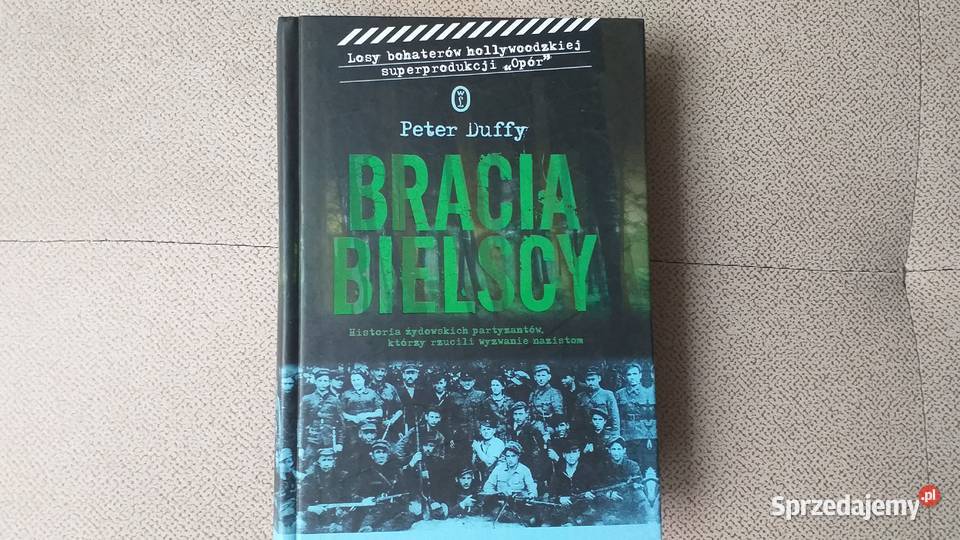 Losy bohaterów hollywoodzkiej
superprodukcji „Opór”
Peter Duffy
BRACIA
BIELSCY
Historia żydowskich partyzantów,
którzy rzucili wyzwanie nazistom
Sprzedajemy.pl